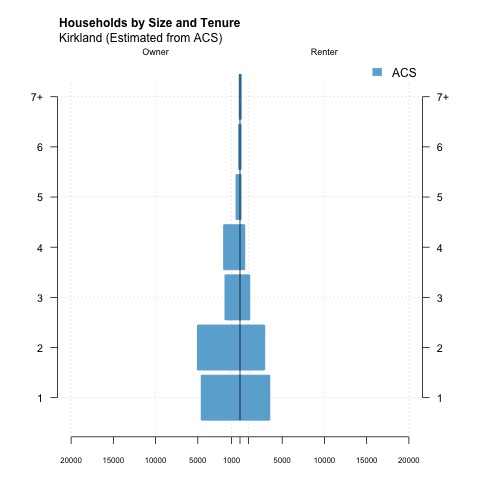 Households by Size and Tenure
Kirkland (Estimated from ACS)
Owner Renter
ACS
7+ 7+
6 6
5 5
4 4
3 3
2 2
1 1
20000 15000 10000 5000 1000 5000 10000 15000 20000